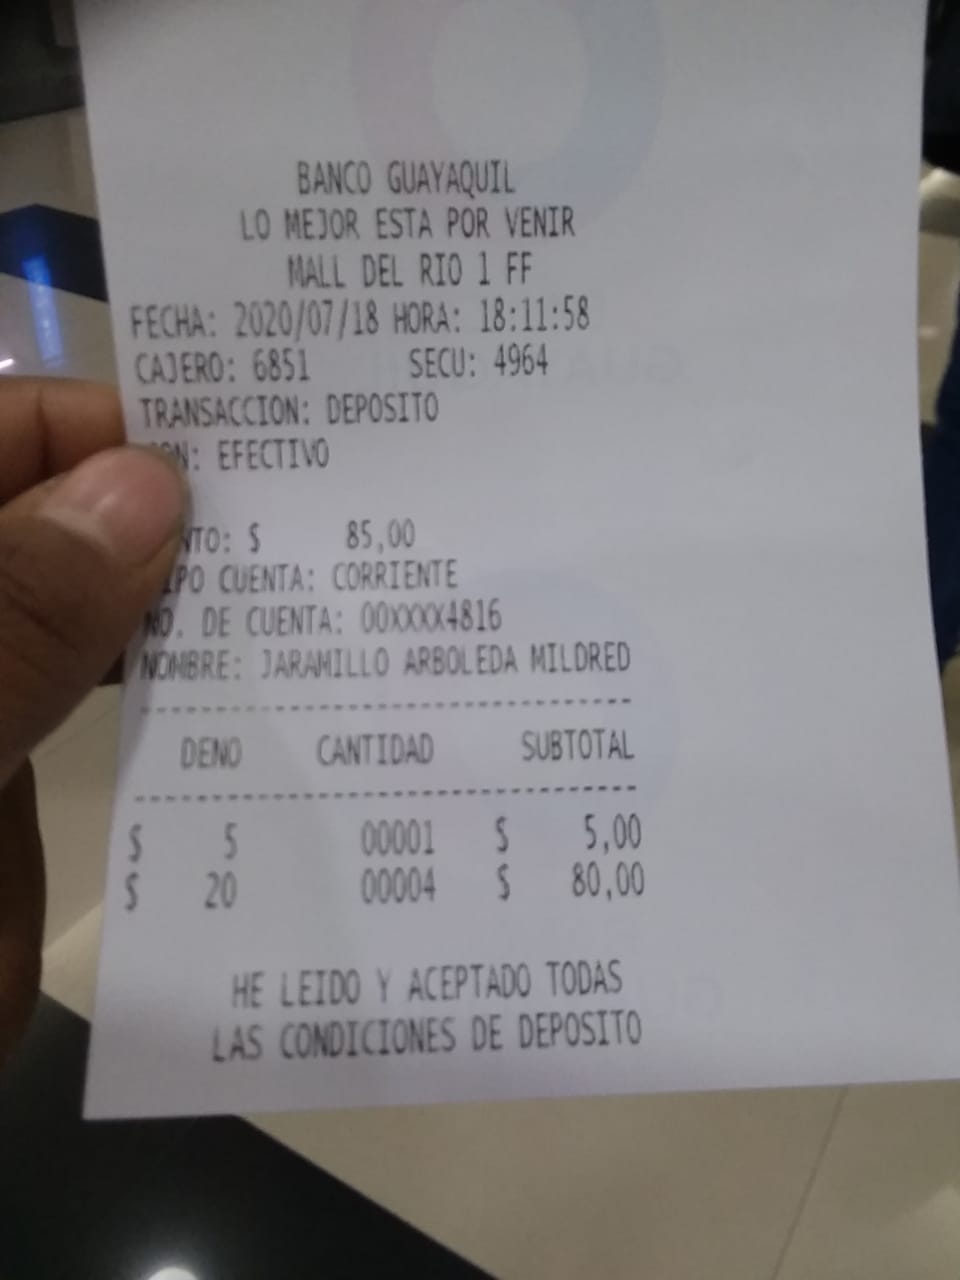 BANCO GUAYAQUIL
LO MEJOR ESTA POR VENIR
MALL DEL RIO 1 FF
FECHA: 2020/07/18 HORA: 18:11:58
CAJERO: 6851 SECU: 4964
TRANSACCION: DEPOSITO
EFECTIVO
$ 85,00
CUENTA: CORRIENTE
NO. DE CUENTA: 00XXXX4816
NOMBRE: JARAMILLO ARBOLEDA MILDRED
DENO CANTIDAD SUBTOTAL
$ 5 00001 $ 5,00
$ 20 00004 $ 80,00
HE LEIDO Y ACEPTADO TODAS
LAS CONDICIONES DE DEPOSITO